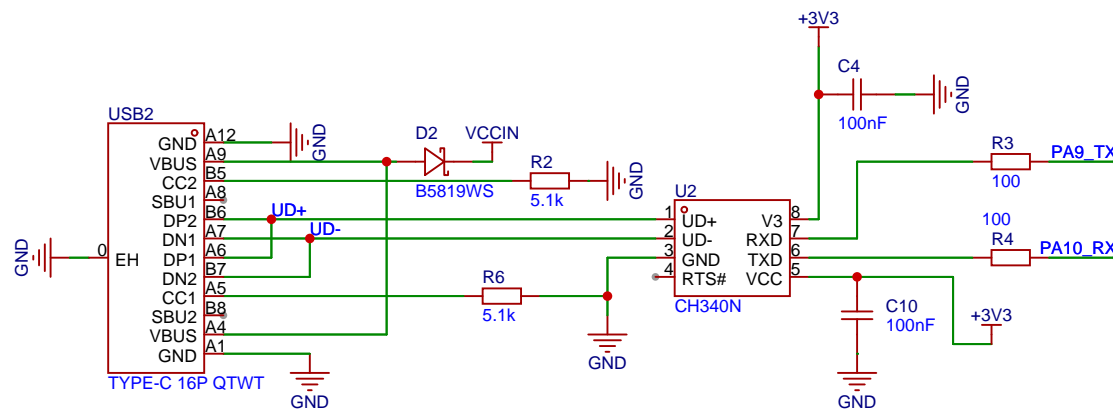 USB2
GND A12
VBUS A9
CC2 B5
SBU1 A8
DP2 B6
DN1 A7
DP1 A6
DN2 B7
CC1 A5
SBU2 B8
VBUS A4
GND A1
0 EH
GND
TYPE-C 16P QTWT
GND
GND
D2
B5819WS
VCCIN
R2
5.1k
GND
UD+
UD-
R6
5.1k
GND
U2
1 UD+
2 UD-
3 GND
4 RTS#
V3 8
RXD 7
TXD 6
VCC 5
CH340N
+3V3
C4
100nF
GND
R3
100
PA9_TX
100
R4
PA10_RX
C10
100nF
GND
+3V3